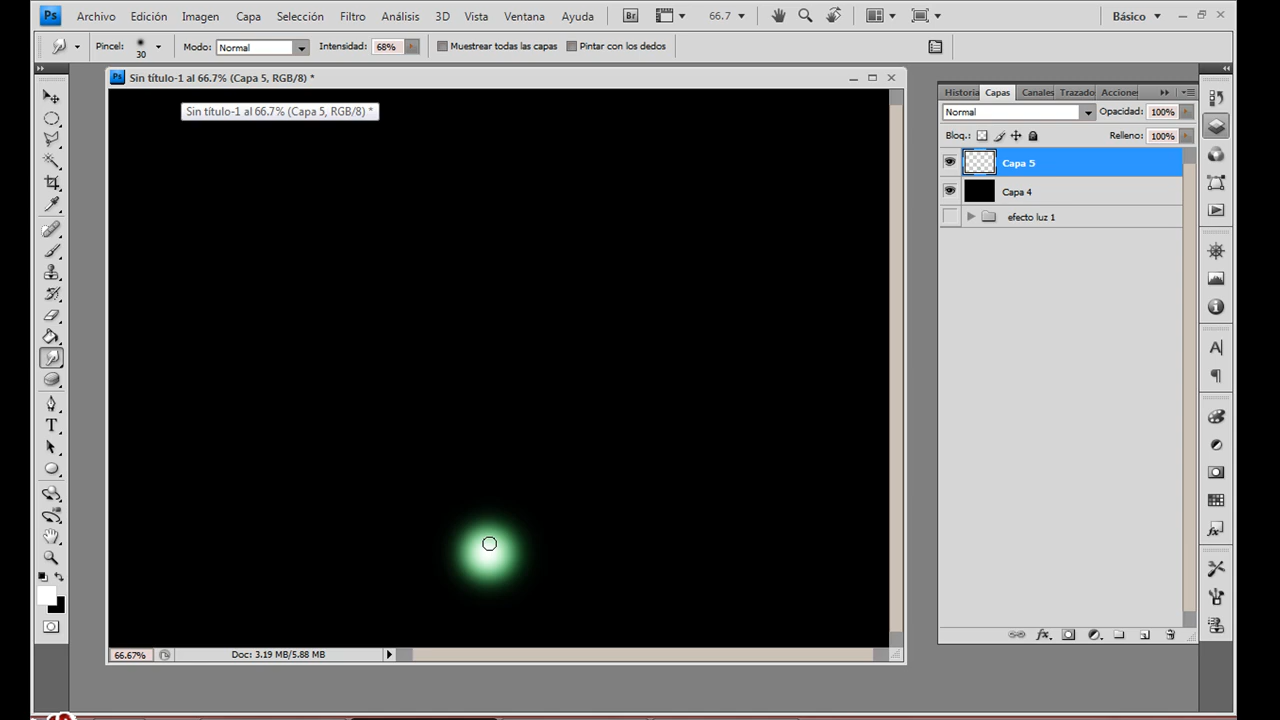 Ps Archivo Edición Imagen Capa Selección Filtro Análisis 3D Vista Ventana Ayuda Br 66.7 Básico
Pincel: 30 Modo: Normal Intensidad: 68% Muestrear todas las capas Pintar con los dedos
Ps Sin título-1 al 66.7% (Capa 5, RGB/8) *
Sin título-1 al 66.7% (Capa 5, RGB/8) *
Historia Capas Canales Trazado Accione
Normal Opacidad: 100%
Bloq.: Relleno: 100%
Capa 5
Capa 4
efecto luz 1
66.67% Doc: 3.19 MB/5.88 MB